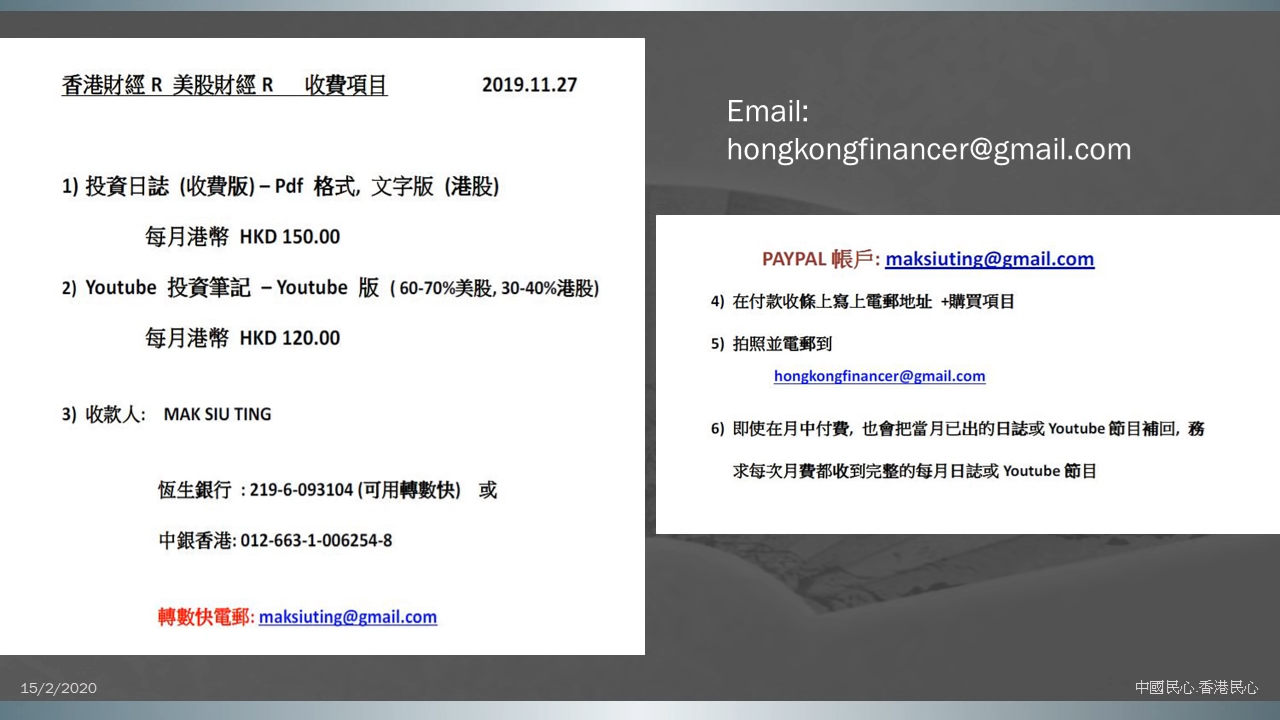 香港財經 R 美股財經 R 收費項目 2019.11.27
1) 投資日誌 (收費版) – Pdf 格式, 文字版 (港股)
每月港幣 HKD 150.00
2) Youtube 投資筆記 – Youtube 版 ( 60-70%美股, 30-40%港股)
每月港幣 HKD 120.00
3) 收款人: MAK SIU TING
恆生銀行 : 219-6-093104 (可用轉數快) 或
中銀香港: 012-663-1-006254-8
轉數快電郵: maksiuting@gmail.com
Email:
hongkongfinancer@gmail.com
PAYPAL 帳戶: maksiuting@gmail.com
4) 在付款收條上寫上電郵地址 +購買項目
5) 拍照並電郵到
hongkongfinancer@gmail.com
6) 即使在月中付費, 也會把當月已出的日誌或 Youtube 節目補回, 務
求每次月費都收到完整的每月日誌或 Youtube 節目
15/2/2020
中國民心.香港民心